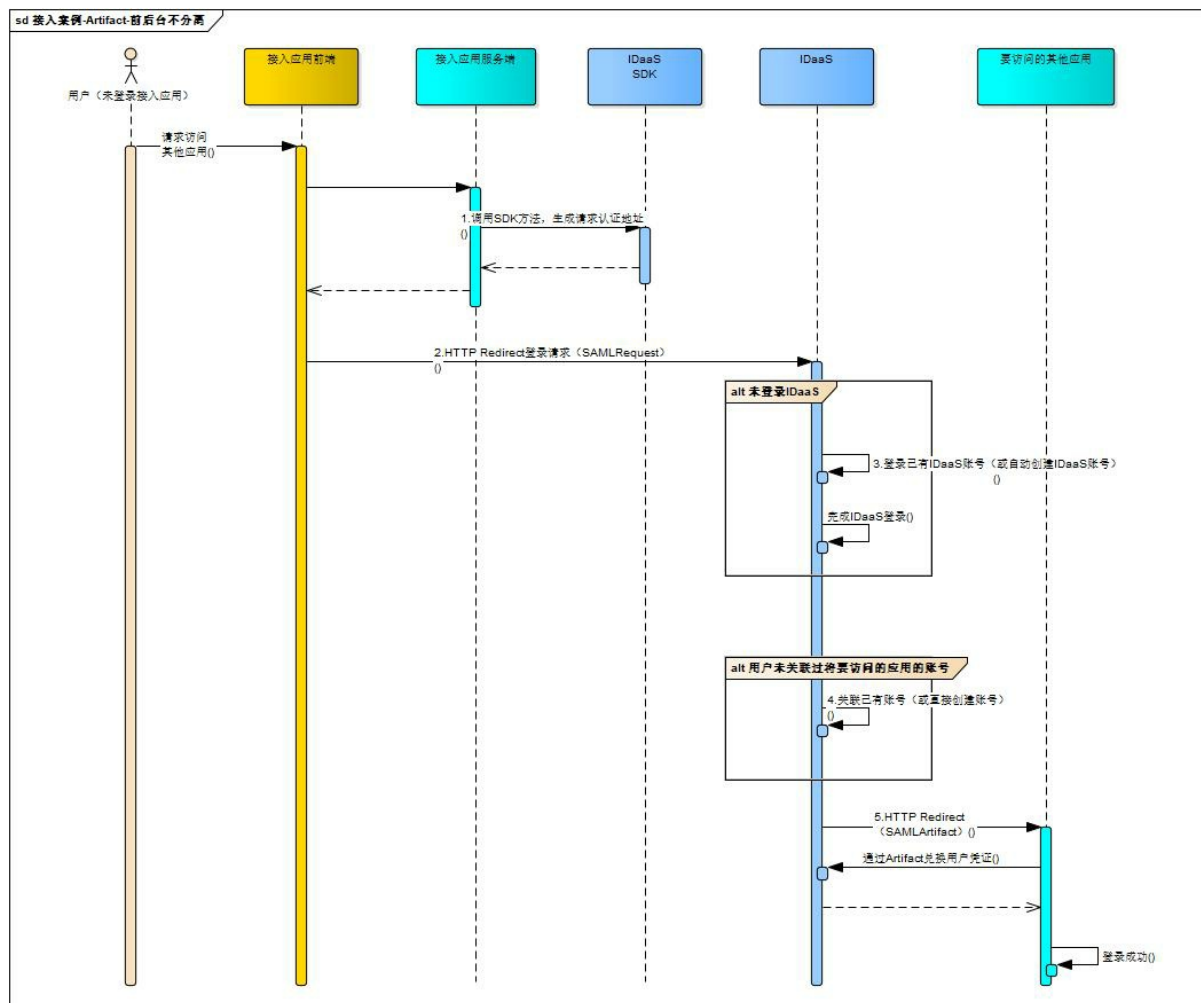 sd 接入案例-Artifact-前后台不分离
用户（未登录接入应用）
接入应用前端
接入应用服务端
IDaaS
SDK
IDaaS
要访问的其他应用
请求访问
其他应用()
1.调用SDK方法，生成请求认证地址
()
2.HTTP Redirect登录请求（SAMLRequest）
()
alt 未登录IDaaS
3.登录已有IDaaS账号（或自动创建IDaaS账号）
()
完成IDaaS登录()
alt 用户未关联过将要访问的应用的账号
4.关联已有账号（或直接创建账号）
()
5.HTTP Redirect
（SAMLArtifact）()
通过Artifact兑换用户凭证()
登录成功()